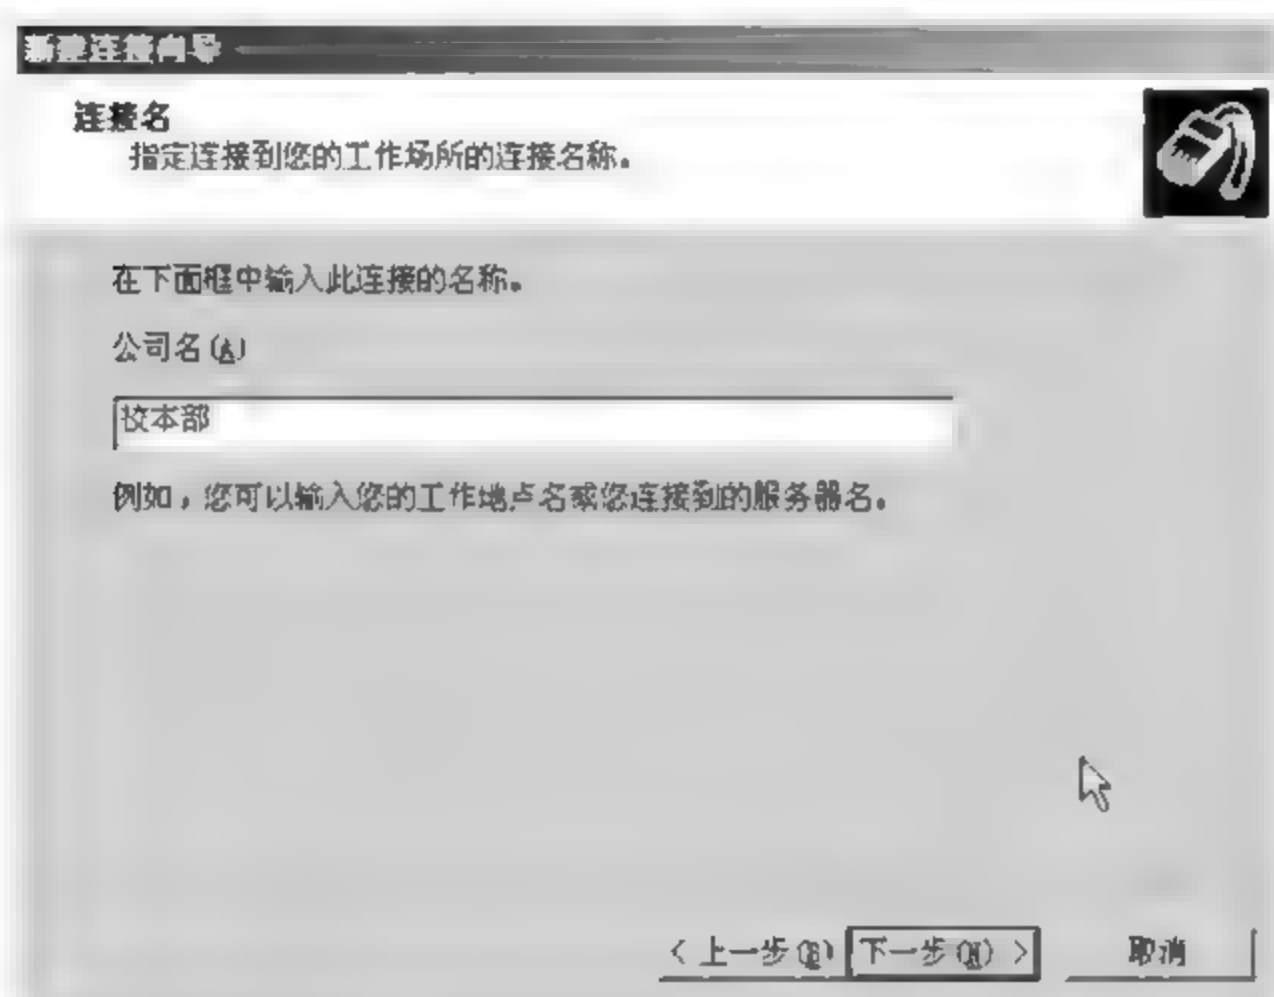 新建连接向导
连接名
指定连接到您的工作场所的连接名称。
在下面框中输入此连接的名称。
公司名(A)
校本部
例如，您可以输入您的工作地点名或您连接到的服务器名。
< 上一步(B) 下一步(N) > 取消